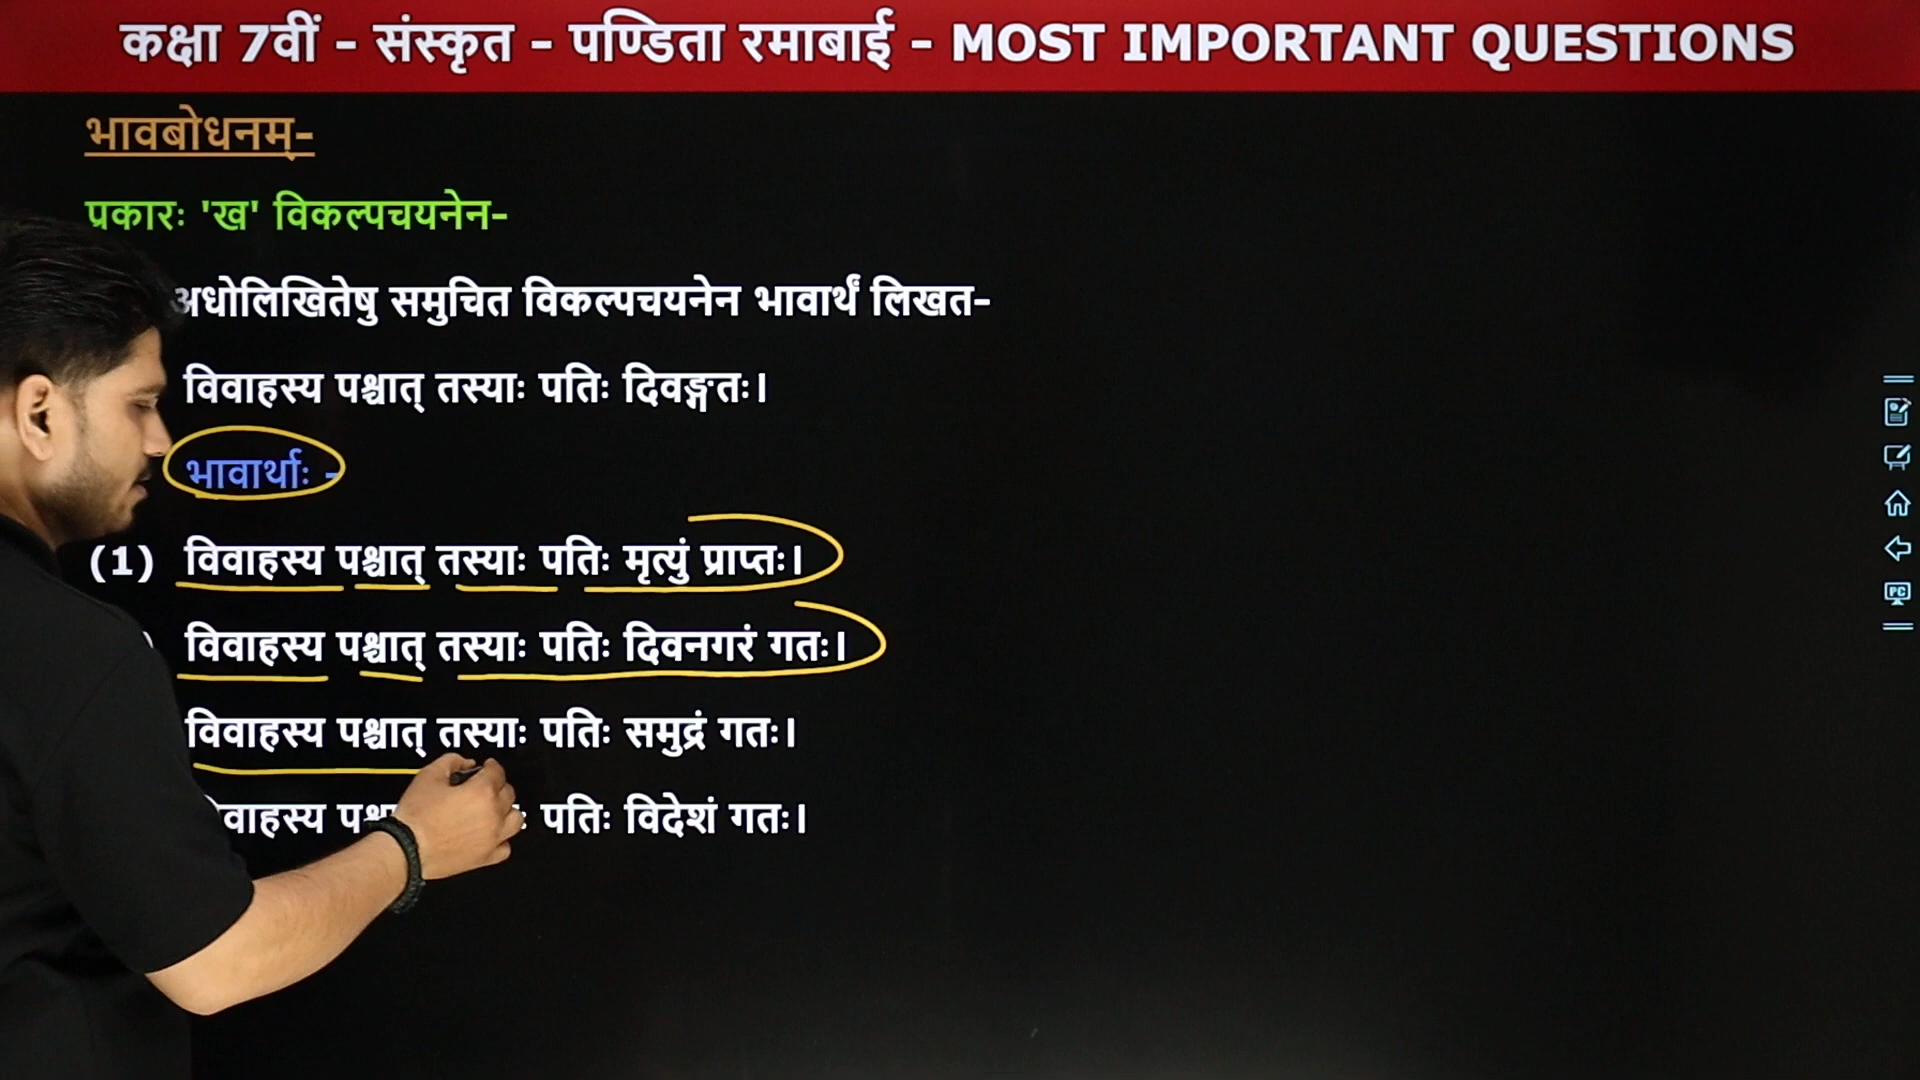 कक्षा 7वीं - संस्कृत - पण्डिता रमाबाई - MOST IMPORTANT QUESTIONS
भावबोधनम्-
प्रकारः 'ख' विकल्पचयनेन-
अधोलिखितेषु समुचित विकल्पचयनेन भावार्थं लिखत-
विवाहस्य पश्चात् तस्याः पतिः दिवङ्गतः।
भावार्थाः -
(1) विवाहस्य पश्चात् तस्याः पतिः मृत्युं प्राप्तः।
विवाहस्य पश्चात् तस्याः पतिः दिवनगरं गतः।
विवाहस्य पश्चात् तस्याः पतिः समुद्रं गतः।
पतिः विदेशं गतः।
PC